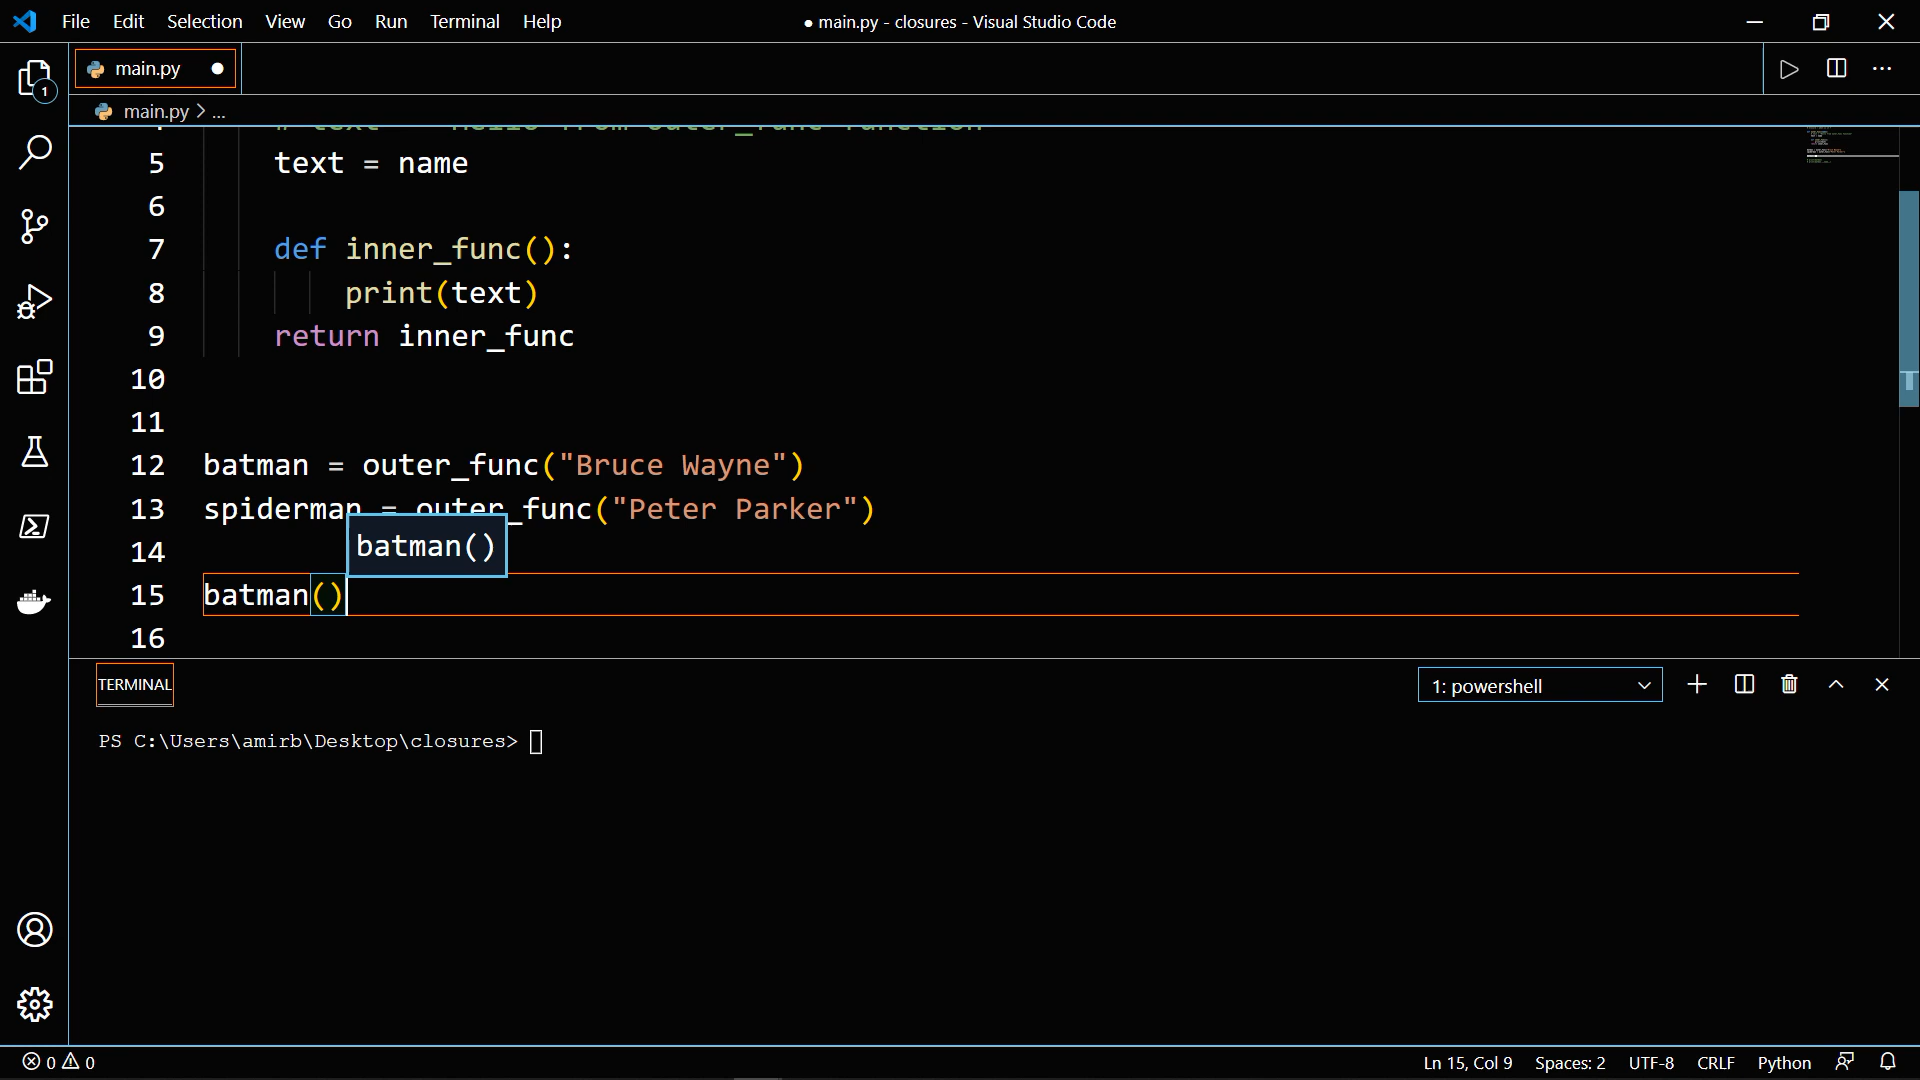 File Edit Selection View Go Run Terminal Help
● main.py - closures - Visual Studio Code
1
main.py ●
main.py > ...
5 text = name
6
7 def inner_func():
8 print(text)
9 return inner_func
10
11
12 batman = outer_func("Bruce Wayne")
13 spiderman = outer_func("Peter Parker")
batman()
14
15 batman()
16
TERMINAL
1: powershell
PS C:\Users\amirb\Desktop\closures>
0 0
Ln 15, Col 9 Spaces: 2 UTF-8 CRLF Python